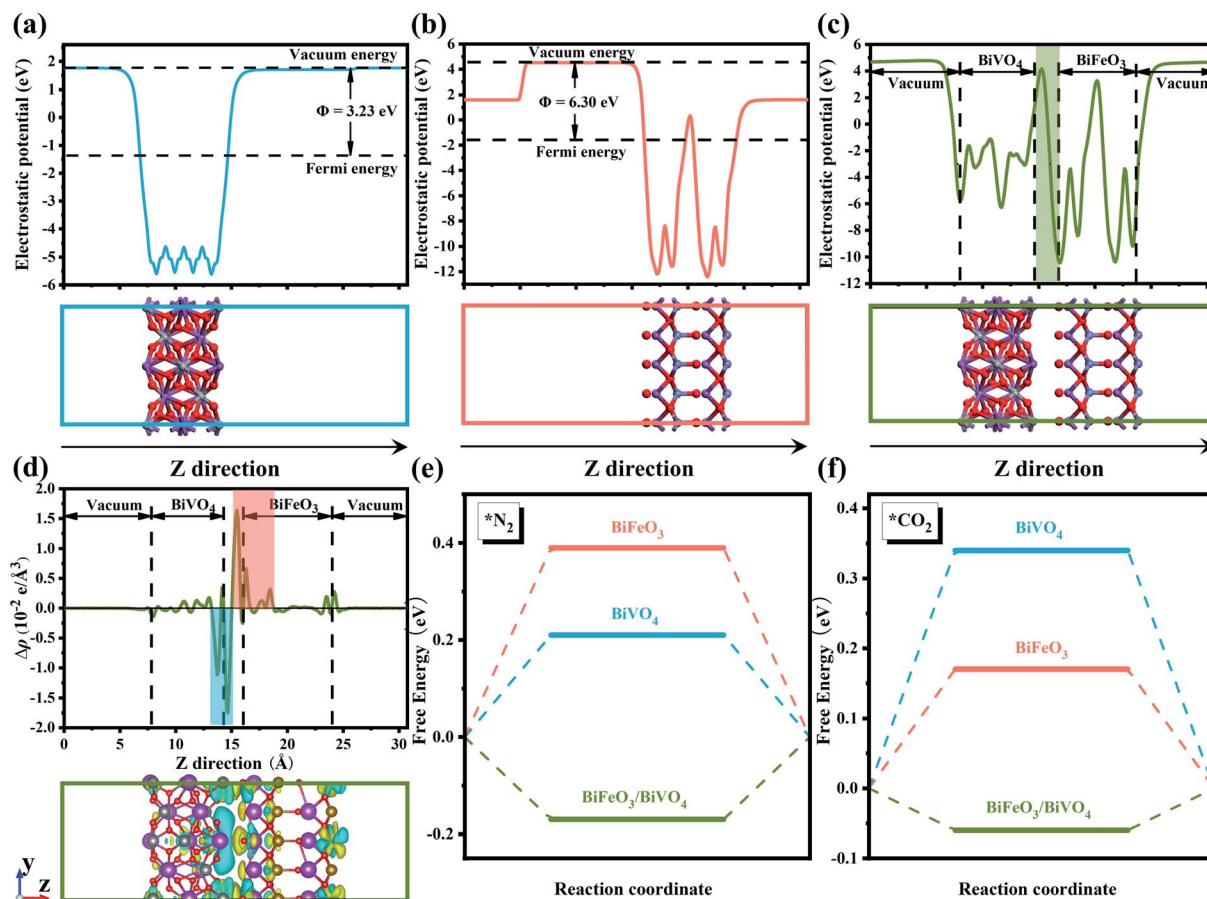 (a)
Vacuum energy
Φ = 3.23 eV
Fermi energy
Electrostatic potential (eV)
2
1
0
-1
-2
-3
-4
-5
-6
Z direction
(b)
Vacuum energy
Φ = 6.30 eV
Fermi energy
Electrostatic potential (eV)
6
4
2
0
-2
-4
-6
-8
-10
-12
Z direction
(c)
BiVO4 BiFeO3
Vacuum Vacuum
Electrostatic potential (eV)
6
4
2
0
-2
-4
-6
-8
-10
-12
Z direction
(d)
Vacuum BiVO4 BiFeO3 Vacuum
Δρ (10-2 e/Å3)
2.0
1.5
1.0
0.5
0.0
-0.5
-1.0
-1.5
-2.0
0 5 10 15 20 25 30
Z direction (Å)
y
z
(e)
*N2
BiFeO3
BiVO4
BiFeO3/BiVO4
Free Energy (eV)
0.4
0.2
0.0
-0.2
Reaction coordinate
(f)
*CO2
BiVO4
BiFeO3
BiFeO3/BiVO4
Free Energy (eV)
0.4
0.3
0.2
0.1
0.0
-0.1
Reaction coordinate